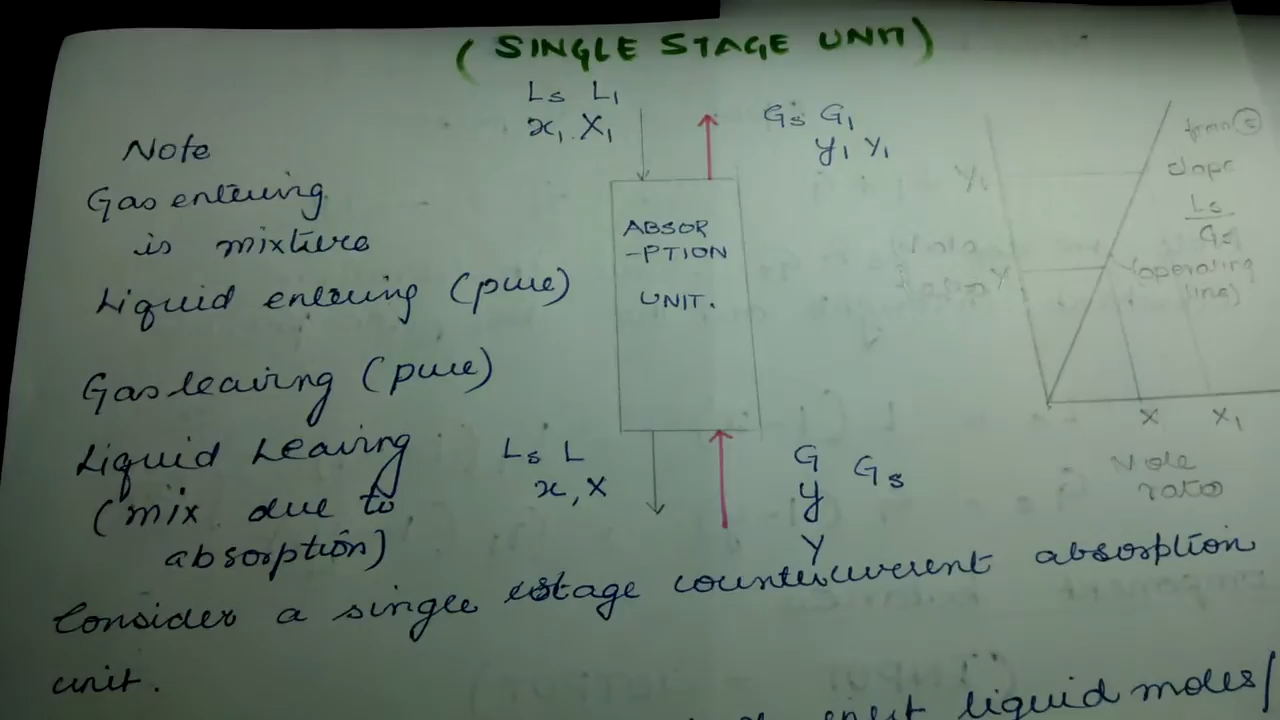 (SINGLE STAGE UNIT)
Ls L1
x1, X1
Gs G1
y1 Y1
Note
Gas entering
is mixture
Liquid entering (pure)
Gas leaving (pure)
Liquid Leaving
(mix due to
absorption)
ABSOR
-PTION
UNIT.
Ls L
x, X
G Gs
y
Y
from 5
slope
Ls
Gs
(operating
line)
Y1
Y
X X1
Mole
ratio
Consider a single stage countercurrent absorption
unit.
liquid moles/